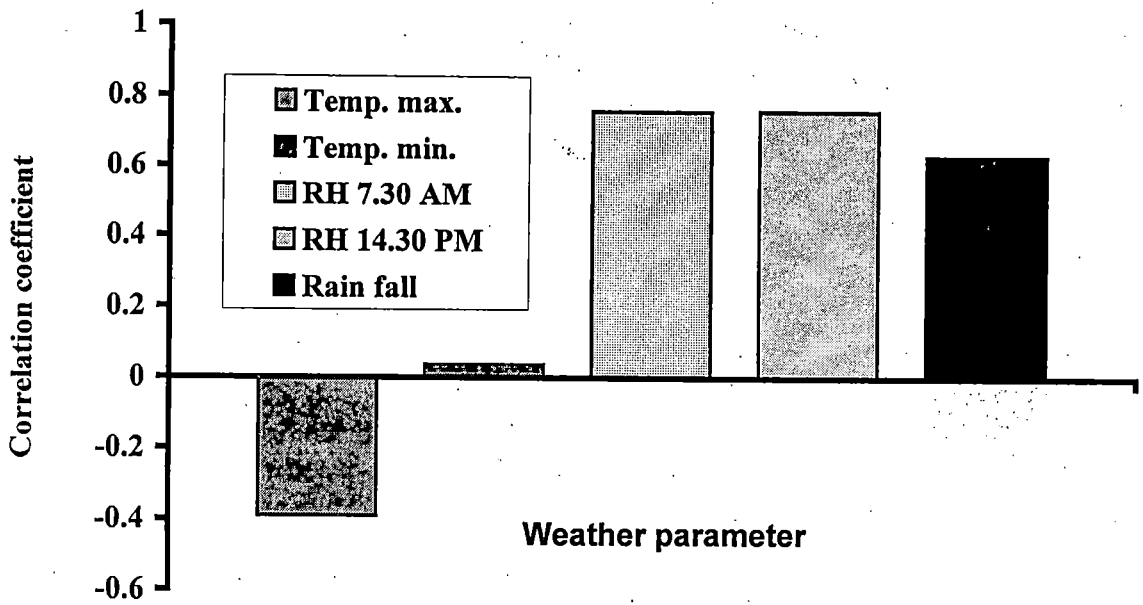 1
0.8
0.6
0.4
0.2
0
-0.2
-0.4
-0.6
Correlation coefficient
Temp. max.
Temp. min.
RH 7.30 AM
RH 14.30 PM
Rain fall
Weather parameter